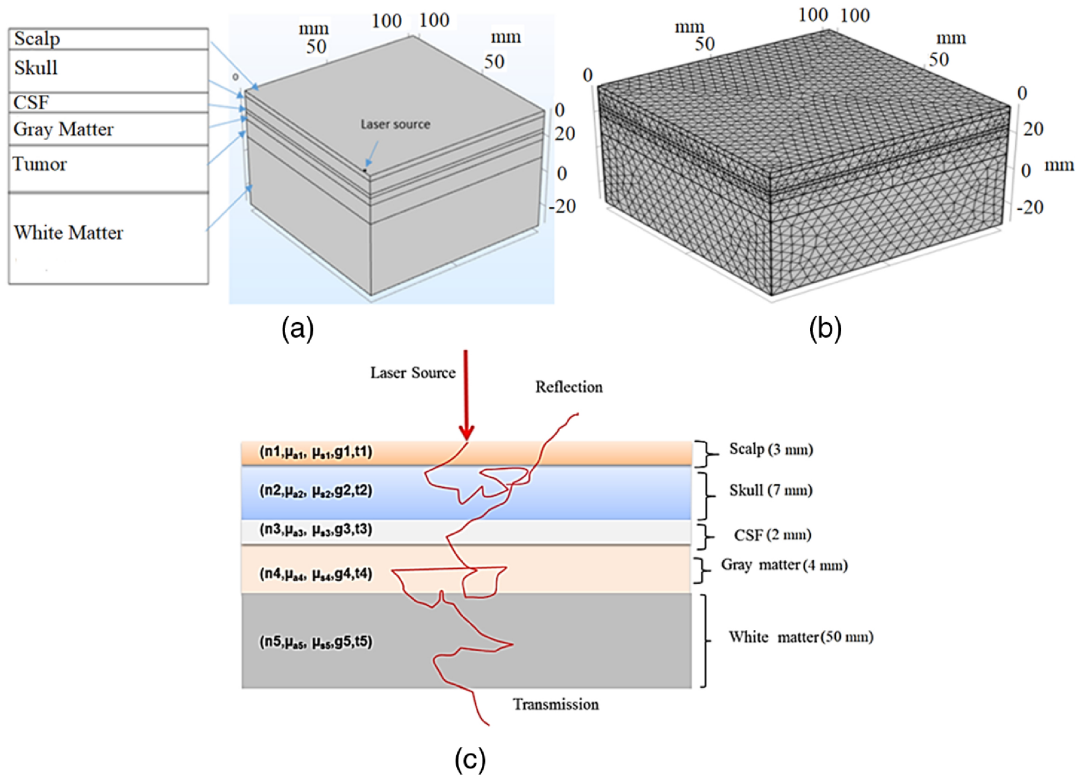 Scalp
Skull
CSF
Gray Matter
Tumor
White Matter
100 100
mm
50
mm
50
0
Laser source
0
20
0
-20
(a)
100 100
mm
50
mm
50
0
0
20
0
mm
-20
(b)
Laser Source
Reflection
(n1,μa1, μs1,g1,t1)
Scalp (3 mm)
(n2,μa2, μs2,g2,t2)
Skull (7 mm)
(n3,μa3, μs3,g3,t3)
CSF (2 mm)
(n4,μa4, μs4,g4,t4)
Gray matter (4 mm)
(n5,μa5, μs5,g5,t5)
White matter (50 mm)
Transmission
(c)